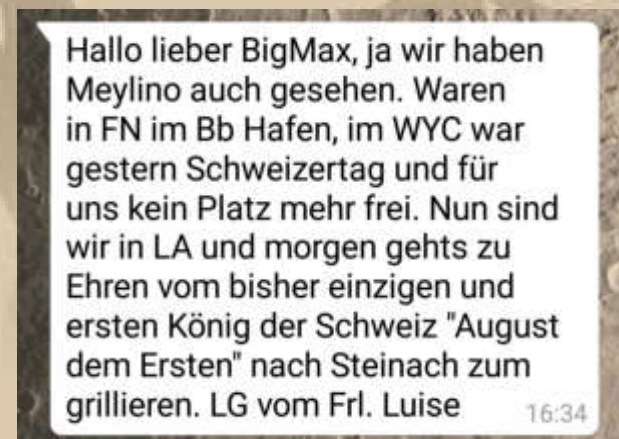 Hallo lieber BigMax, ja wir haben
Meylino auch gesehen. Waren
in FN im Bb Hafen, im WYC war
gestern Schweizertag und für
uns kein Platz mehr frei. Nun sind
wir in LA und morgen gehts zu
Ehren vom bisher einzigen und
ersten König der Schweiz "August
dem Ersten" nach Steinach zum
grillieren. LG vom Frl. Luise 16:34